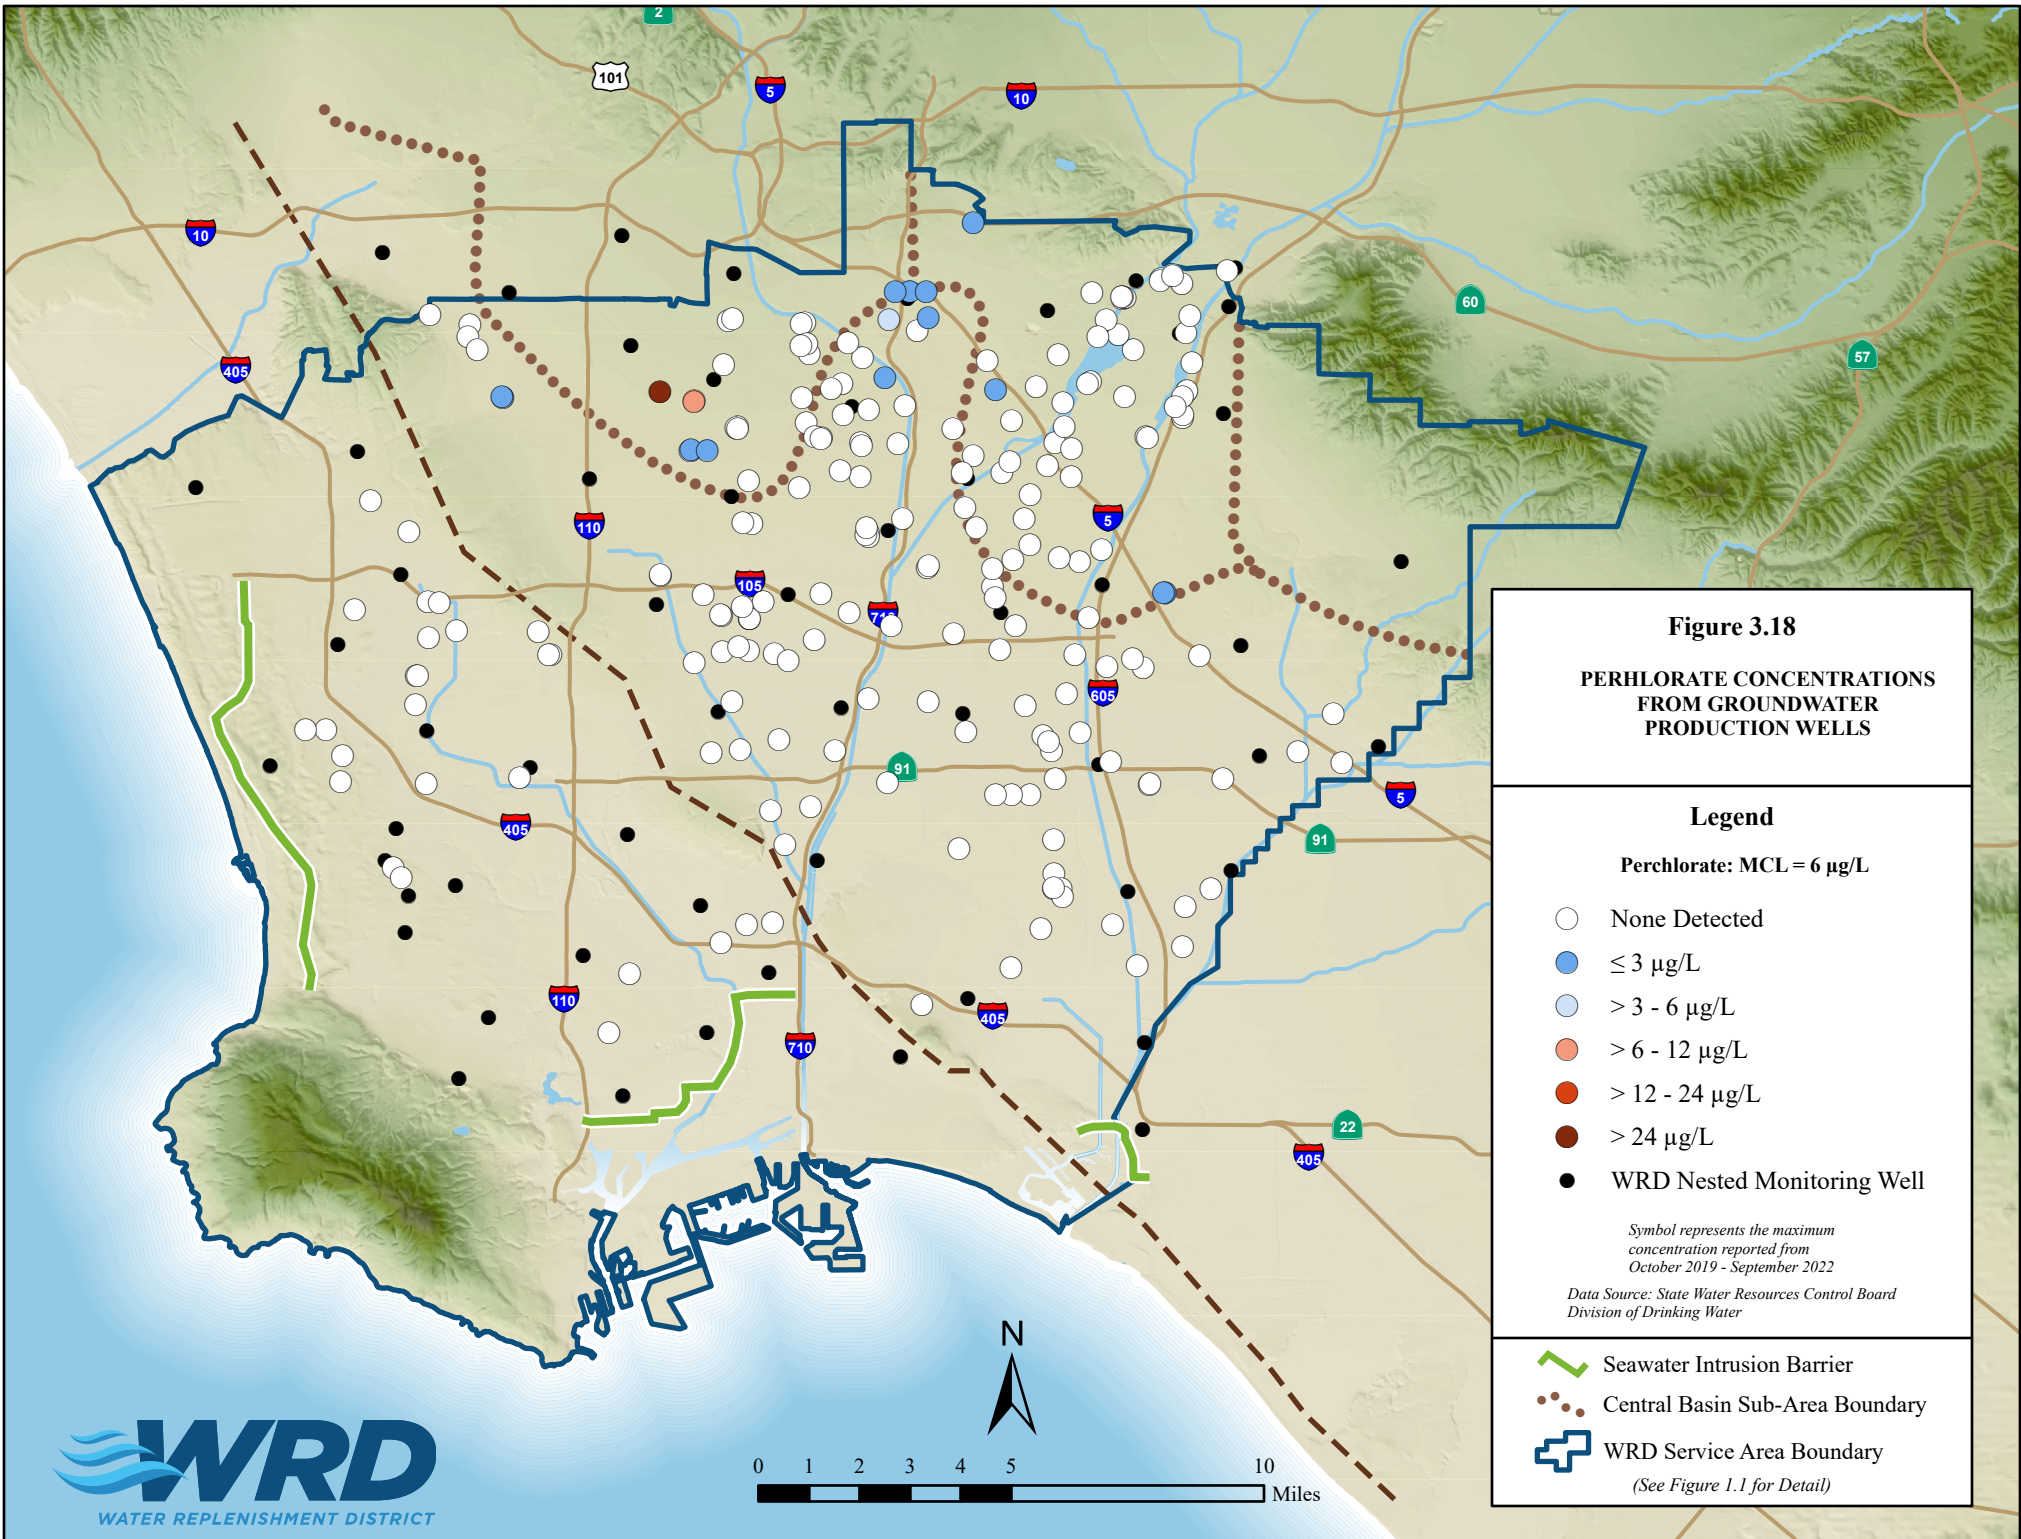 2
101
5
10
10
60
57
405
110
5
105
710
605
91
5
405
91
110
405
710
22
405
Figure 3.18
PERHLORATE CONCENTRATIONS
FROM GROUNDWATER
PRODUCTION WELLS
Legend
Perchlorate: MCL = 6 µg/L
None Detected
≤ 3 µg/L
> 3 - 6 µg/L
> 6 - 12 µg/L
> 12 - 24 µg/L
> 24 µg/L
WRD Nested Monitoring Well
Symbol represents the maximum
concentration reported from
October 2019 - September 2022
Data Source: State Water Resources Control Board
Division of Drinking Water
Seawater Intrusion Barrier
Central Basin Sub-Area Boundary
WRD Service Area Boundary
(See Figure 1.1 for Detail)
N
0 1 2 3 4 5 10
Miles
WRD
WATER REPLENISHMENT DISTRICT